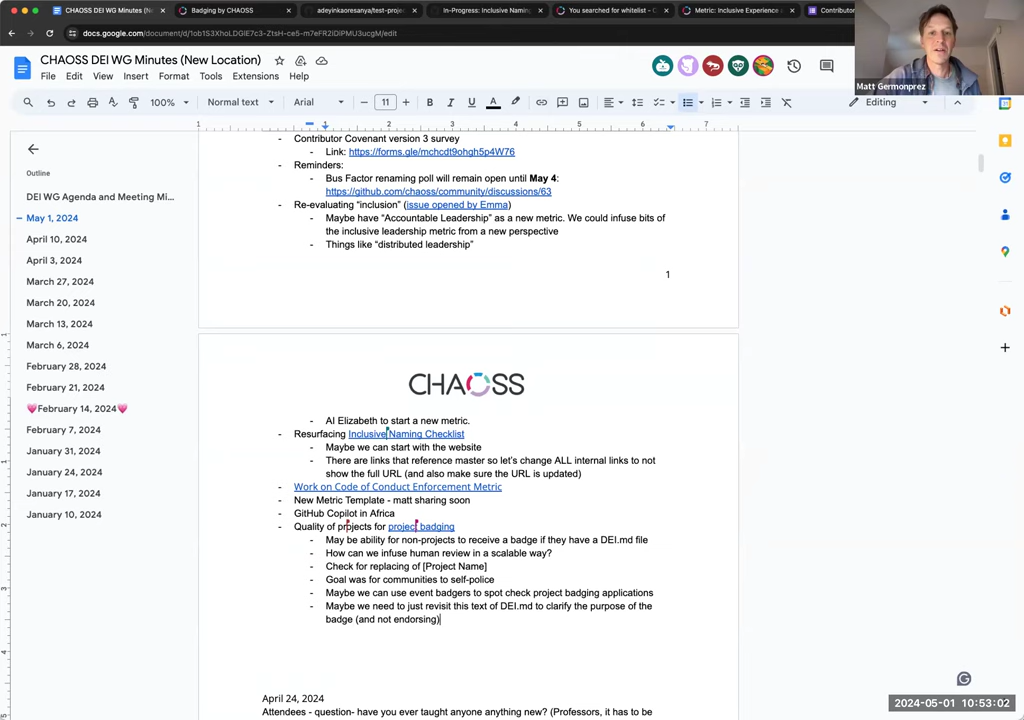 CHAOSS DEI WG Minutes (Ne
Badging by CHAOSS
adeyinkaoresanya/test-proje
In-Progress: Inclusive Namin
You searched for whitelist – C
Metric: Inclusive Experience a
Contributor
docs.google.com/document/d/1ob1S3XhoLDGIE7c3-ZtsH-ce5-m7eFR2iDIPMU3ucgM/edit
Matt Germonprez
CHAOSS DEI WG Minutes (New Location)
File Edit View Insert Format Tools Extensions Help
100% Normal text Arial 11 Editing
1 1 2 3 4 5 6 7
Outline
DEI WG Agenda and Meeting Mi...
May 1, 2024
April 10, 2024
April 3, 2024
March 27, 2024
March 20, 2024
March 13, 2024
March 6, 2024
February 28, 2024
February 21, 2024
💗February 14, 2024💗
February 7, 2024
January 31, 2024
January 24, 2024
January 17, 2024
January 10, 2024
- Contributor Covenant version 3 survey
- Link: https://forms.gle/mchcdt9ohgh5p4W76
- Reminders:
- Bus Factor renaming poll will remain open until May 4:
https://github.com/chaoss/community/discussions/63
- Re-evaluating “inclusion” (issue opened by Emma)
- Maybe have “Accountable Leadership” as a new metric. We could infuse bits of
the inclusive leadership metric from a new perspective
- Things like “distributed leadership”
1
CHAOSS
- AI Elizabeth to start a new metric.
- Resurfacing Inclusive Naming Checklist
- Maybe we can start with the website
- There are links that reference master so let’s change ALL internal links to not
show the full URL (and also make sure the URL is updated)
- Work on Code of Conduct Enforcement Metric
- New Metric Template - matt sharing soon
- GitHub Copilot in Africa
- Quality of projects for project badging
- May be ability for non-projects to receive a badge if they have a DEI.md file
- How can we infuse human review in a scalable way?
- Check for replacing of [Project Name]
- Goal was for communities to self-police
- Maybe we can use event badgers to spot check project badging applications
- Maybe we need to just revisit this text of DEI.md to clarify the purpose of the
badge (and not endorsing)
April 24, 2024
Attendees - question- have you ever taught anyone anything new? (Professors, it has to be
2024-05-01 10:53:02